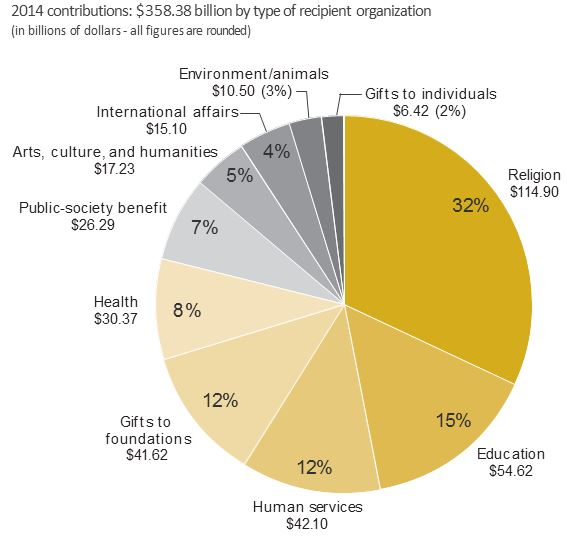 2014 contributions: $358.38 billion by type of recipient organization
(in billions of dollars - all figures are rounded)
Environment/animals
$10.50 (3%)
Gifts to individuals
$6.42 (2%)
International affairs
$15.10
4%
Arts, culture, and humanities
$17.23
5%
Religion
$114.90
32%
Public-society benefit
$26.29
7%
Health
$30.37
8%
Gifts to
foundations
$41.62
12%
15%
Education
$54.62
12%
Human services
$42.10